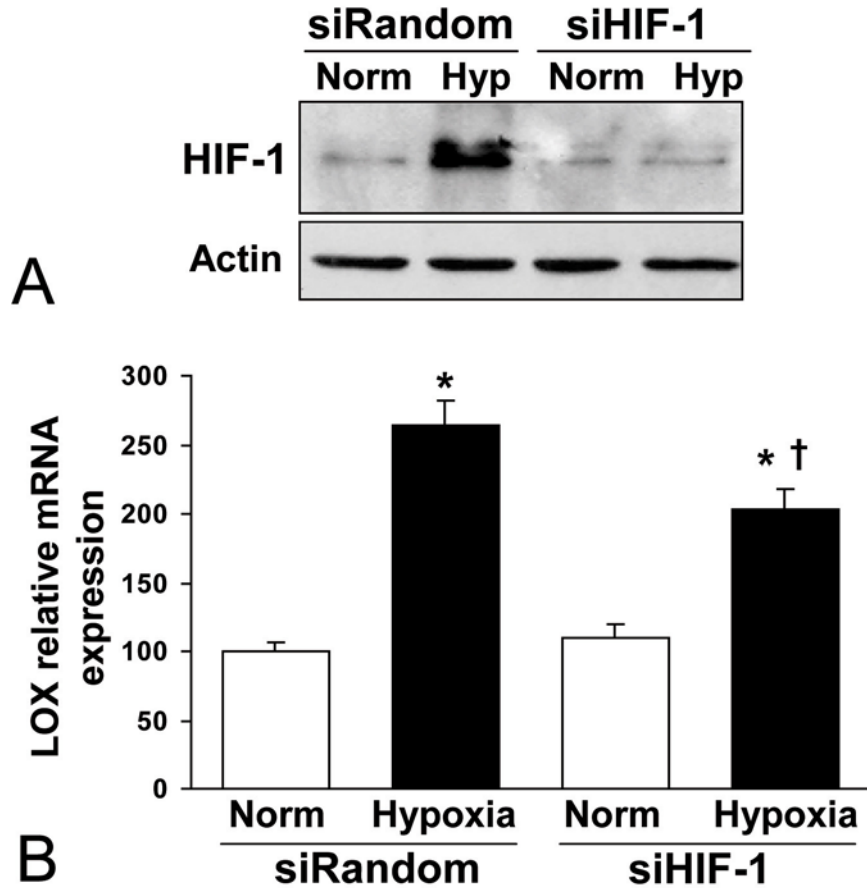 siRandom siHIF-1
Norm Hyp Norm Hyp
HIF-1
Actin
A
LOX relative mRNA
expression
300
250
200
150
100
50
0
*
* †
Norm Hypoxia Norm Hypoxia
siRandom siHIF-1
B